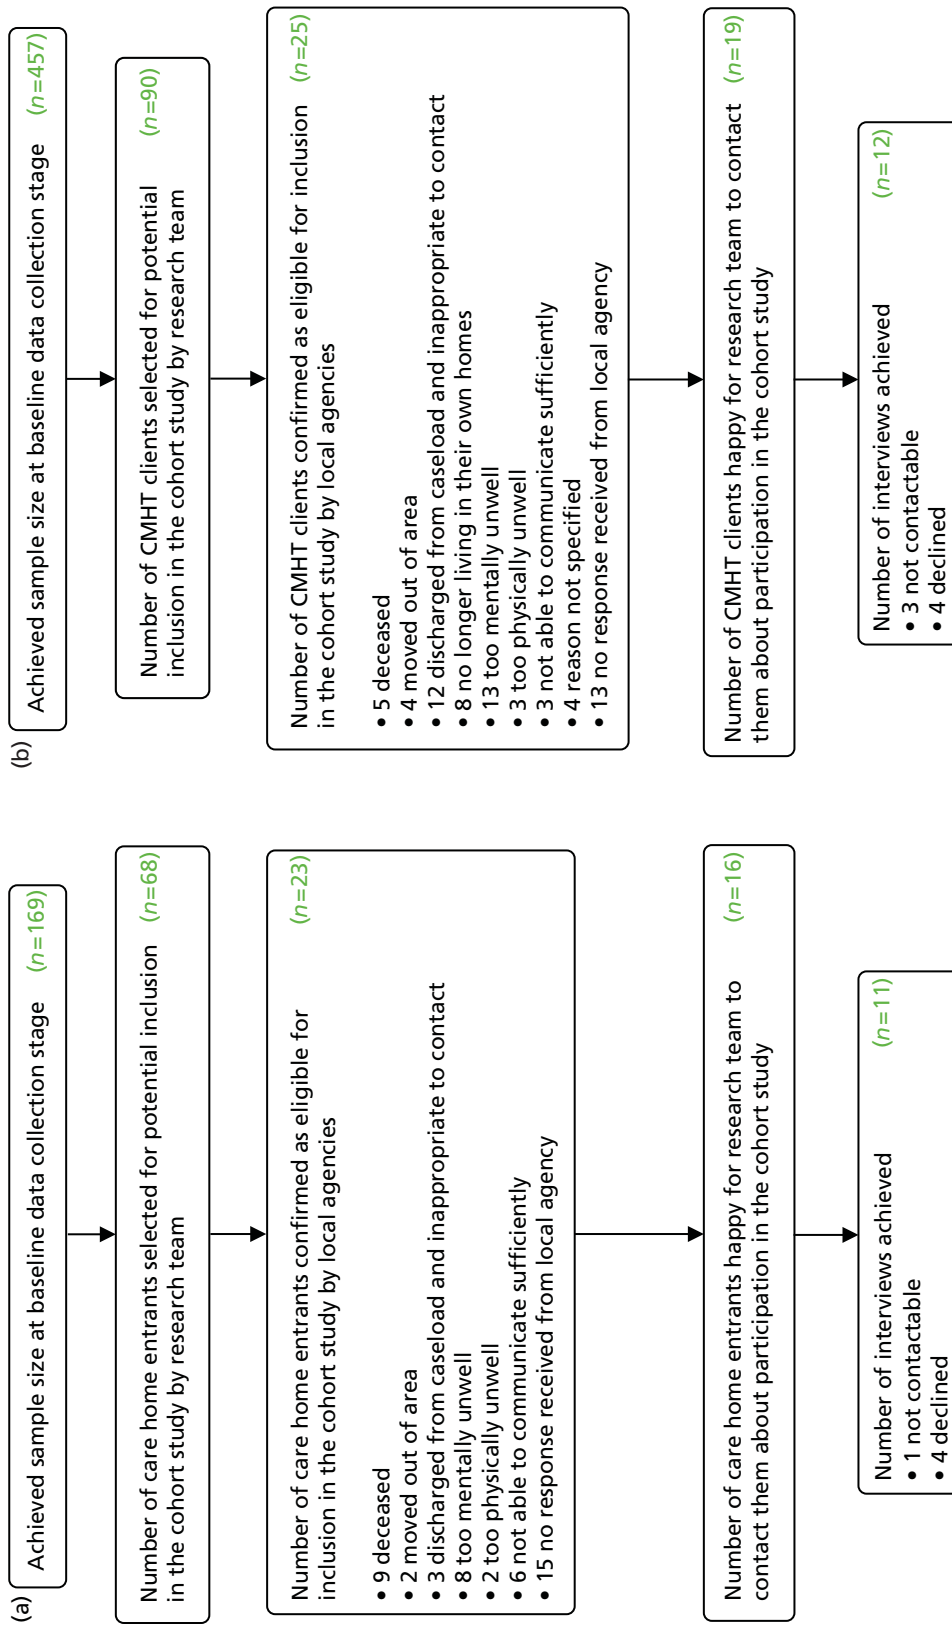 (a)
Achieved sample size at baseline data collection stage (n=169)
Number of care home entrants selected for potential inclusion (n=68)
in the cohort study by research team
Number of care home entrants confirmed as eligible for (n=23)
inclusion in the cohort study by local agencies
• 9 deceased
• 2 moved out of area
• 3 discharged from caseload and inappropriate to contact
• 8 too mentally unwell
• 2 too physically unwell
• 6 not able to communicate sufficiently
• 15 no response received from local agency
Number of care home entrants happy for research team to (n=16)
contact them about participation in the cohort study
Number of interviews achieved (n=11)
• 1 not contactable
• 4 declined
(b)
Achieved sample size at baseline data collection stage (n=457)
Number of CMHT clients selected for potential (n=90)
inclusion in the cohort study by research team
Number of CMHT clients confirmed as eligible for inclusion (n=25)
in the cohort study by local agencies
• 5 deceased
• 4 moved out of area
• 12 discharged from caseload and inappropriate to contact
• 8 no longer living in their own homes
• 13 too mentally unwell
• 3 too physically unwell
• 3 not able to communicate sufficiently
• 4 reason not specified
• 13 no response received from local agency
Number of CMHT clients happy for research team to contact (n=19)
them about participation in the cohort study
Number of interviews achieved (n=12)
• 3 not contactable
• 4 declined